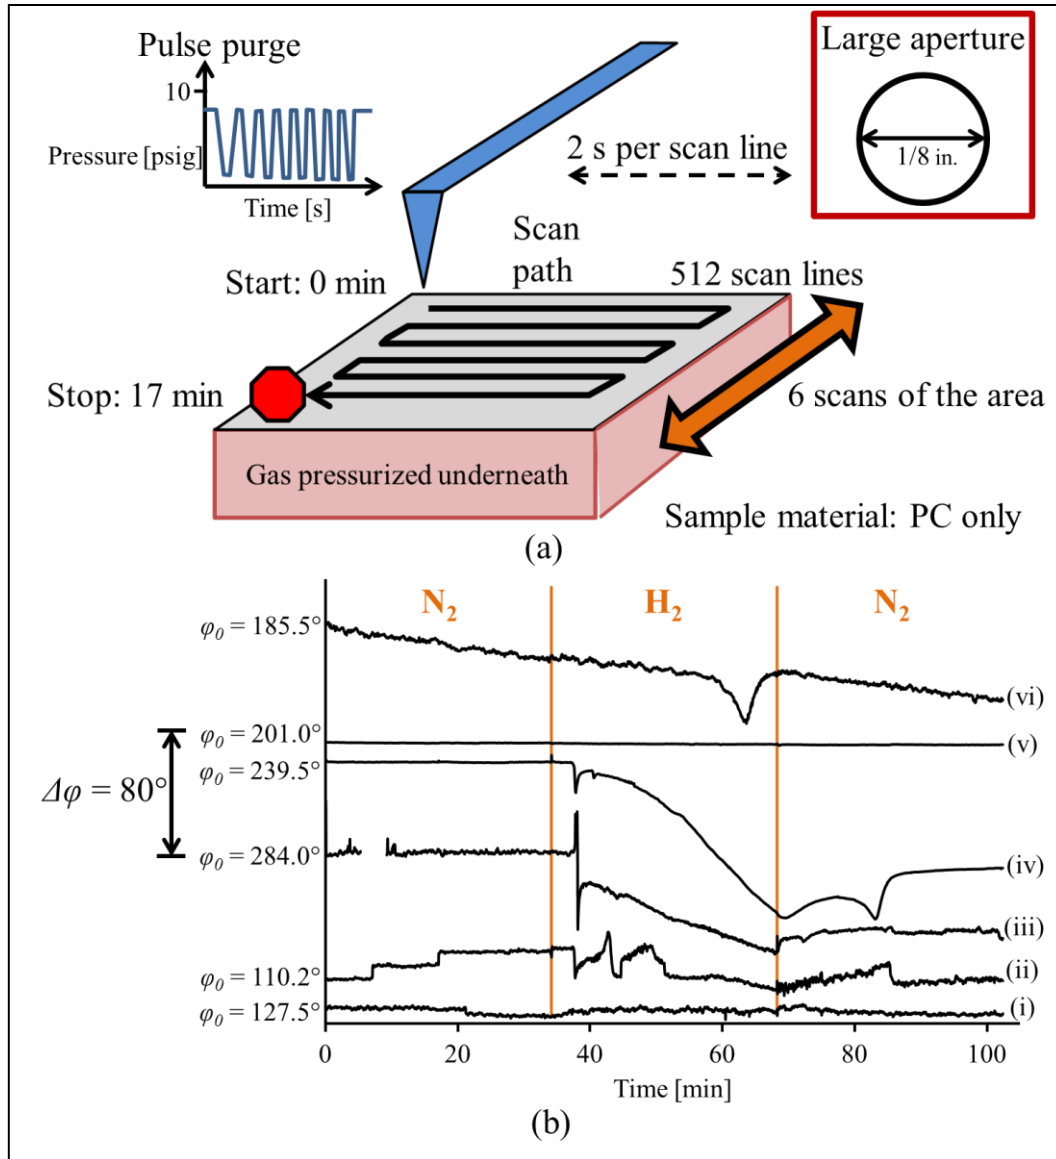 Pulse purge
10
Pressure [psig]
Time [s]
2 s per scan line
Large aperture
1/8 in.
Scan
path
Start: 0 min
512 scan lines
Stop: 17 min
6 scans of the area
Gas pressurized underneath
Sample material: PC only
(a)
N₂
H₂
N₂
φ₀ = 185.5°
(vi)
φ₀ = 201.0°
(v)
φ₀ = 239.5°
Δφ = 80°
φ₀ = 284.0°
(iv)
(iii)
φ₀ = 110.2°
(ii)
φ₀ = 127.5°
(i)
0 20 40 60 80 100
Time [min]
(b)